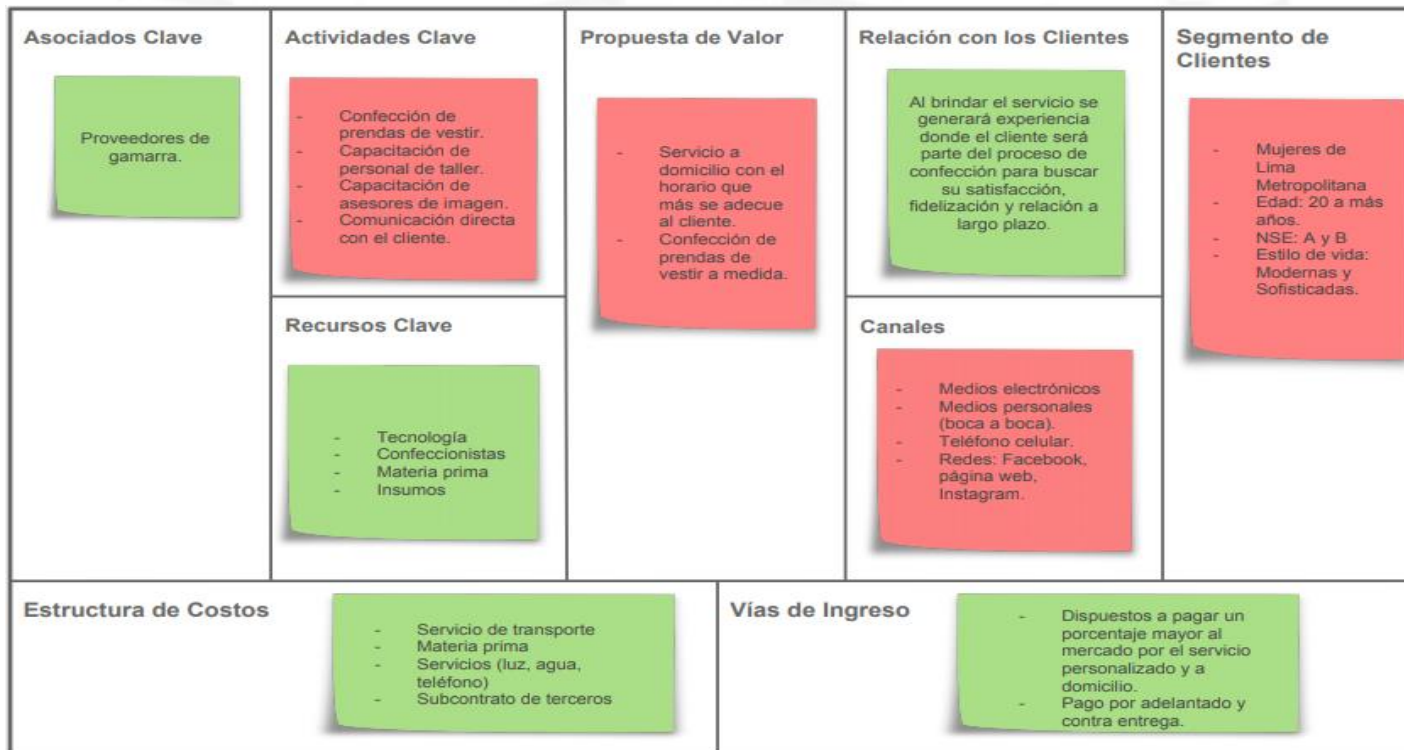 Asociados Clave
Proveedores de
gamarra.
Actividades Clave
- Confección de
prendas de vestir.
- Capacitación de
personal de taller.
- Capacitación de
asesores de imagen.
- Comunicación directa
con el cliente.
Recursos Clave
- Tecnología
- Confeccionistas
- Materia prima
- Insumos
Propuesta de Valor
- Servicio a
domicilio con el
horario que
más se adecue
al cliente.
- Confección de
prendas de
vestir a medida.
Relación con los Clientes
Al brindar el servicio se
generará experiencia
donde el cliente será
parte del proceso de
confección para buscar
su satisfacción,
fidelización y relación a
largo plazo.
Canales
- Medios electrónicos
- Medios personales
(boca a boca).
- Teléfono celular.
- Redes: Facebook,
página web,
Instagram.
Segmento de
Clientes
- Mujeres de
Lima
Metropolitana
- Edad: 20 a más
años.
- NSE: A y B
- Estilo de vida:
Modernas y
Sofisticadas.
Estructura de Costos
- Servicio de transporte
- Materia prima
- Servicios (luz, agua,
teléfono)
- Subcontrato de terceros
Vías de Ingreso
- Dispuestos a pagar un
porcentaje mayor al
mercado por el servicio
personalizado y a
domicilio.
- Pago por adelantado y
contra entrega.